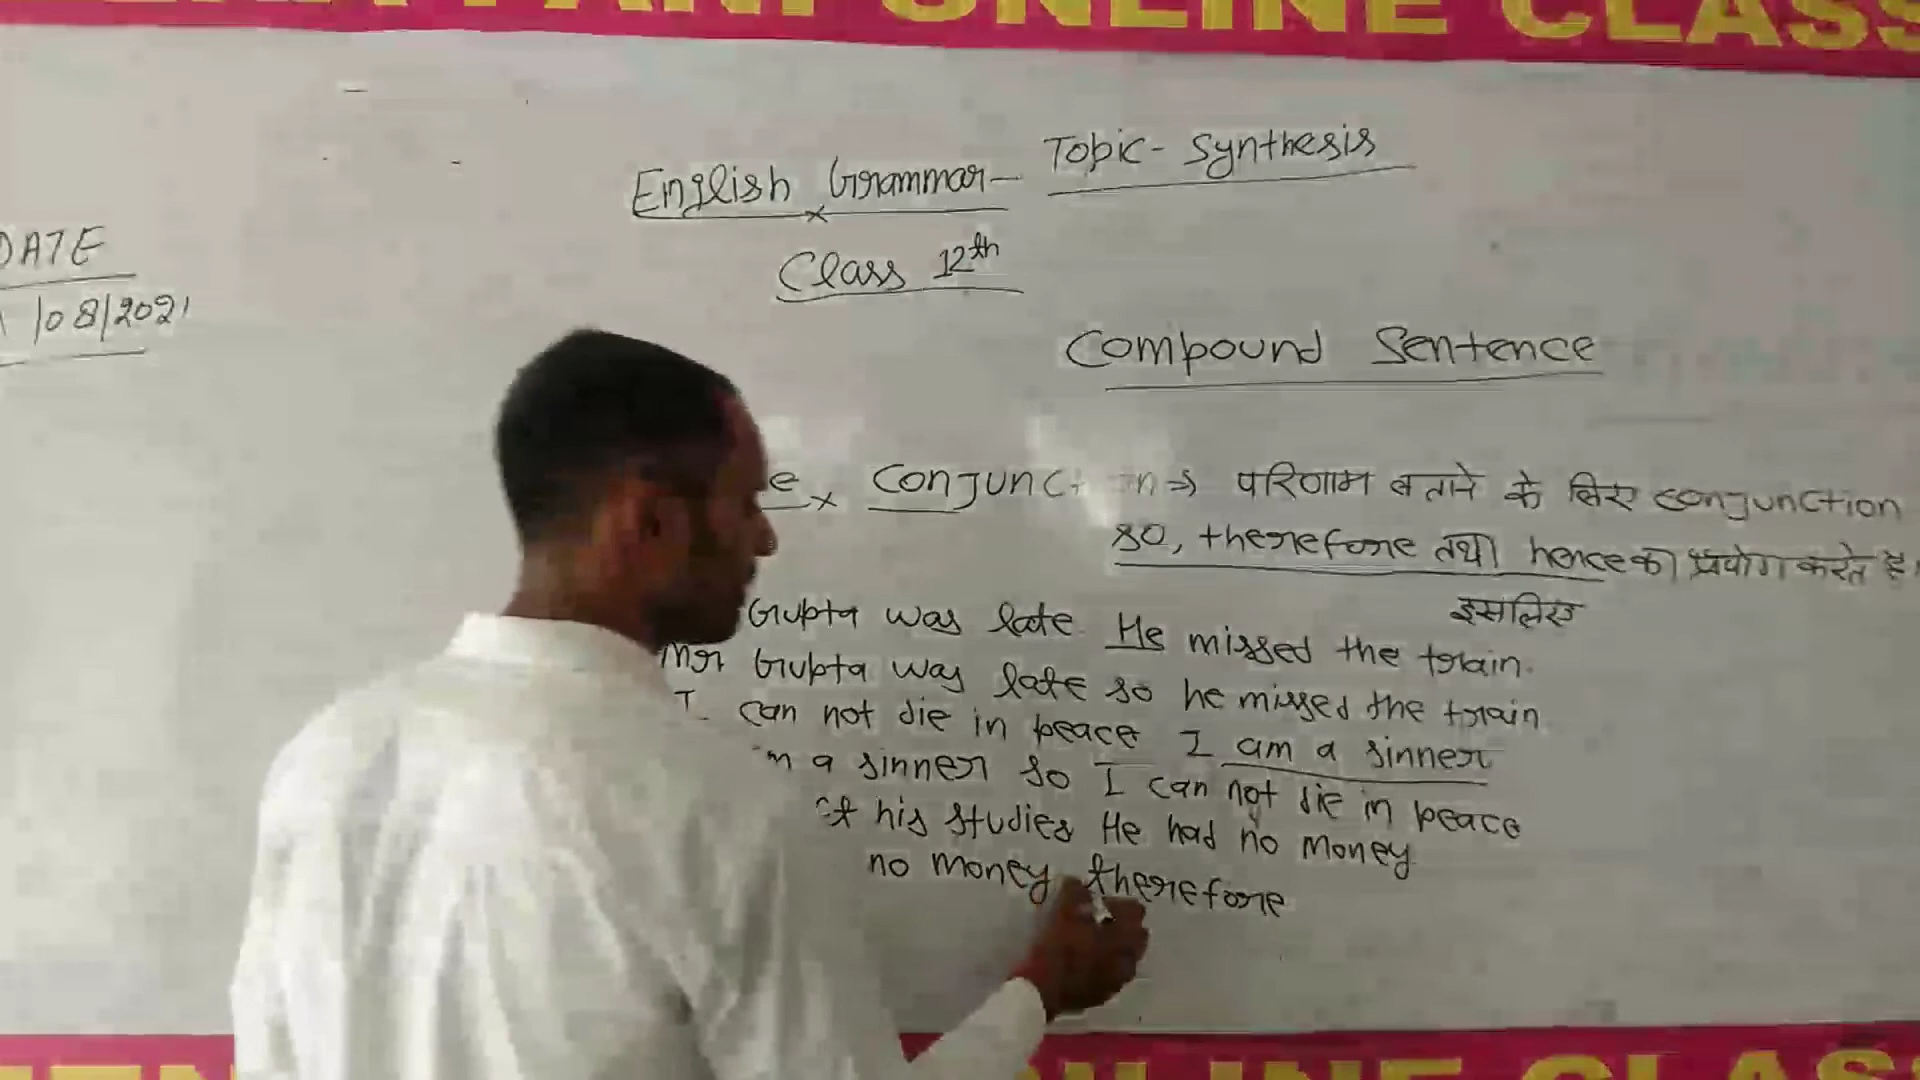 ONLINE CLASS
English Grammar- Topic- Synthesis
Class 12th
DATE
/08/2021
Compound Sentence
Conjunction ⇒ परिणाम बताने के लिए conjunction
so, therefore तथा hence का प्रयोग करते है।
इसलिए
Gupta was late. He missed the train.
Mr Gupta was late so he missed the train
I can not die in peace I am a sinner
a sinner so I can not die in peace
his studies He had no money.
no money therefore
ONLINE CLASS